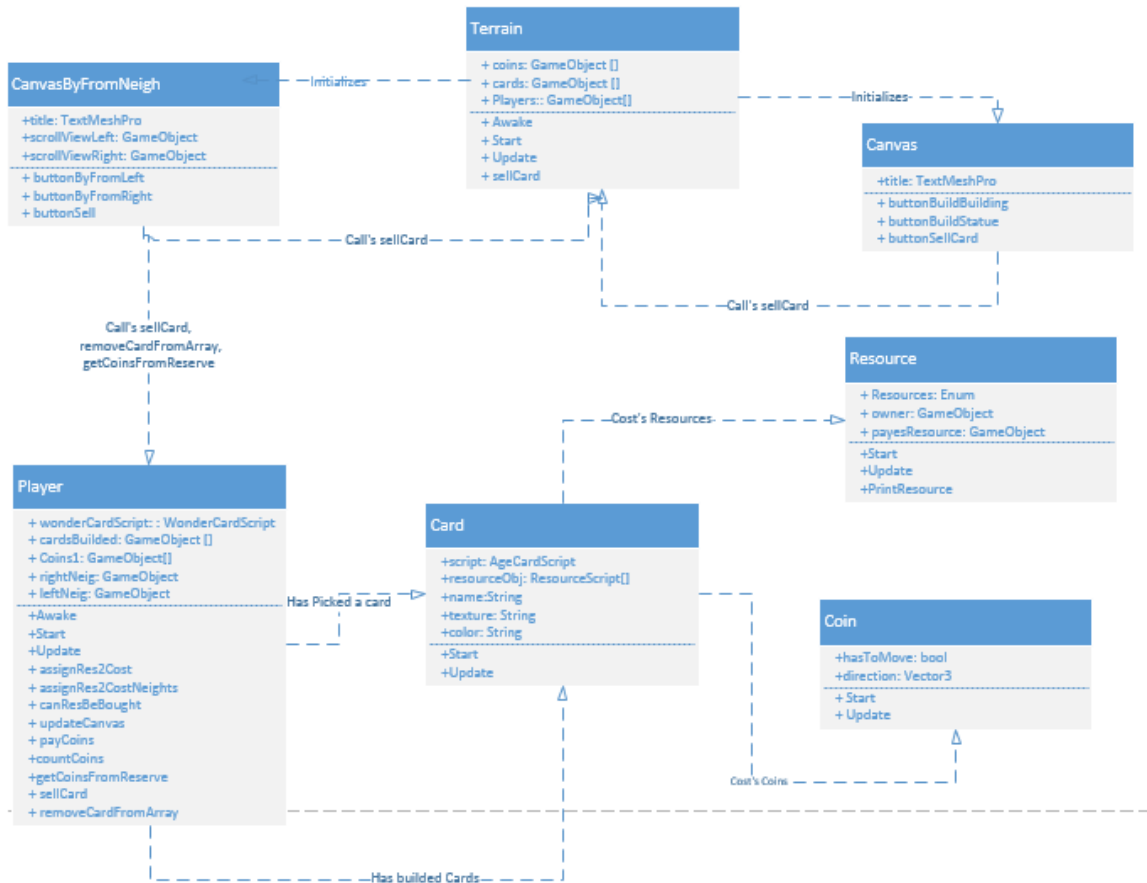 Terrain
+ coins: GameObject []
+ cards: GameObject []
+ Players:: GameObject[]
+ Awake
+ Start
+ Update
+ sellCard
CanvasByFromNeigh
+title: TextMeshPro
+scrollViewLeft: GameObject
+scrollViewRight: GameObject
+ buttonByFromLeft
+ buttonByFromRight
+ buttonSell
Initializes
Initializes
Canvas
+title: TextMeshPro
+ buttonBuildBuilding
+ buttonBuildStatue
+ buttonSellCard
Call's sellCard
Call's sellCard
Call's sellCard,
removeCardFromArray,
getCoinsFromReserve
Resource
+ Resources: Enum
+ owner: GameObject
+ payesResource: GameObject
+Start
+Update
+PrintResource
Cost's Resources
Player
+ wonderCardScript: : WonderCardScript
+ cardsBuilded: GameObject []
+ Coins1: GameObject[]
+ rightNeig: GameObject
+ leftNeig: GameObject
+Awake
+Start
+Update
+ assignRes2Cost
+ assignRes2CostNeights
+ canResBeBought
+ updateCanvas
+ payCoins
+countCoins
+getCoinsFromReserve
+ sellCard
+ removeCardFromArray
Has Picked a card
Card
+script: AgeCardScript
+resourceObj: ResourceScript[]
+name:String
+texture: String
+color: String
+Start
+Update
Coin
+hasToMove: bool
+direction: Vector3
+ Start
+ Update
Cost's Coins
Has builded Cards